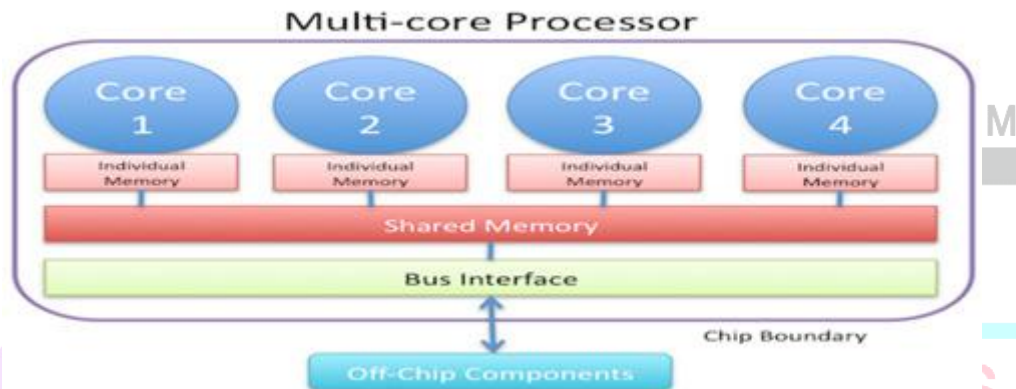 Multi-core Processor
Core 1
Core 2
Core 3
Core 4
Individual Memory
Individual Memory
Individual Memory
Individual Memory
Shared Memory
Bus Interface
Chip Boundary
Off-Chip Components
M